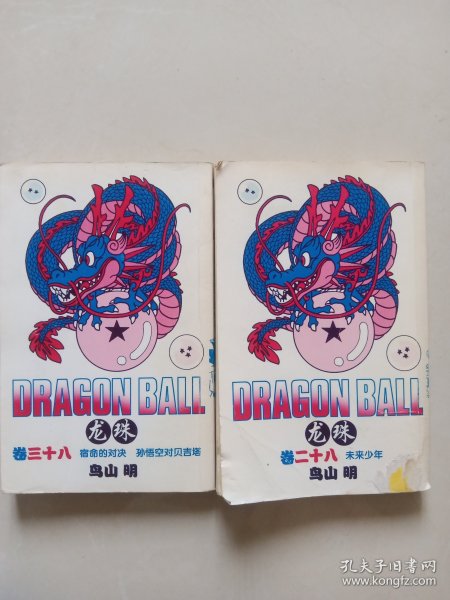 DRAGON BALL
龙珠
卷三十八 宿命的对决 孙悟空对贝吉塔
鸟山 明
DRAGON BALL
龙珠
卷二十八 未来少年
鸟山 明
孔夫子旧书网
www.kongfz.com